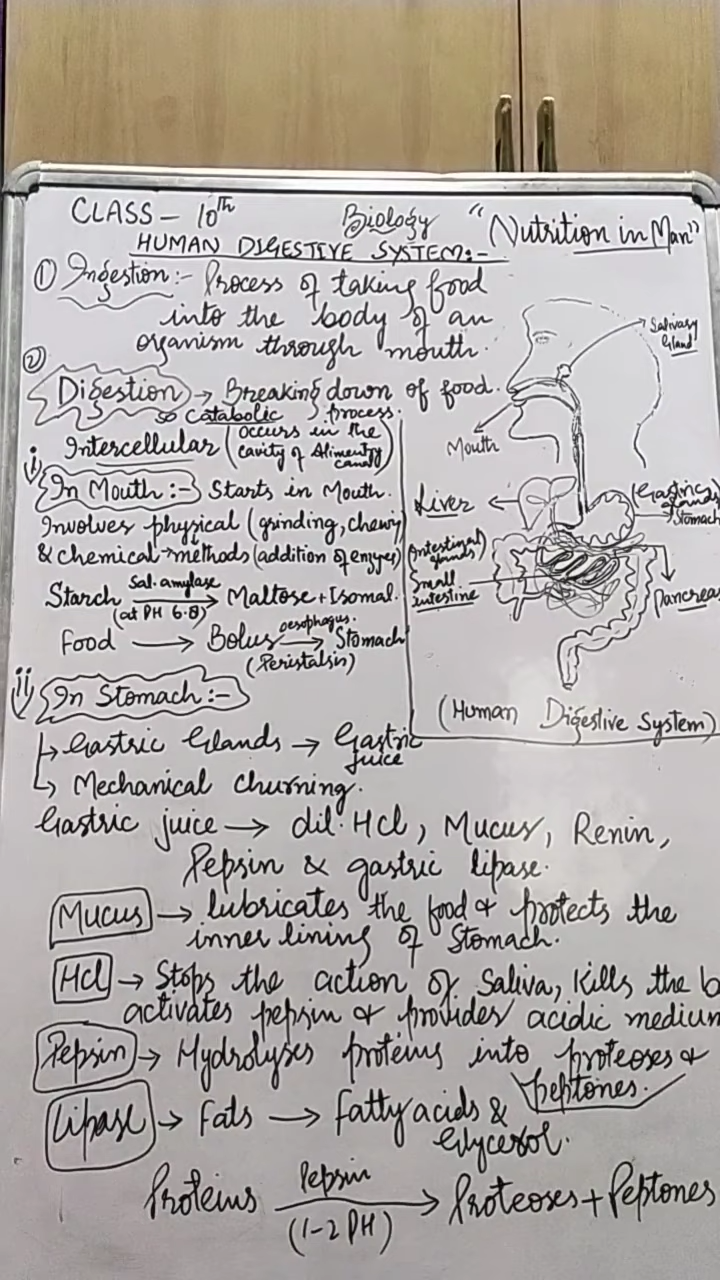 CLASS - 10th Biology "Nutrition in Man"
HUMAN DIGESTIVE SYSTEM:-
① Ingestion:- Process of taking food
into the body of an
organism through mouth.
②
Digestion → Breaking down of food.
so Catabolic process.
Intercellular (occurs in the
cavity of Alimentry
canal)
i) In Mouth:- Starts in Mouth.
Involves physical (grinding, chewing
& chemical methods (addition of enzymes)
Starch Sal. amylase → Maltose + Isomal.
(at PH 6.8)
Food → Bolus oesophagus. → Stomach
(Peristalsis)
ii) In Stomach:-
Salivary
Gland
Mouth
Liver
(Gastric
glands)
Stomach
(Intestinal
glands)
Small
intestine
Pancreas
(Human Digestive System)
↳ Gastric Glands → Gastric
Juice
↳ Mechanical churning.
Gastric juice → dil. Hcl, Mucus, Renin,
Pepsin & gastric lipase.
Mucus → lubricates the food & protects the
inner lining of Stomach.
Hcl → Stops the action of Saliva, Kills the b
activates pepsin & provides acidic medium
Pepsin → Hydrolyses proteins into proteoses &
peptones.
Lipase → Fats → Fatty acids &
Glycerol.
Proteins Pepsin → Proteoses + Peptones
(1-2 PH)